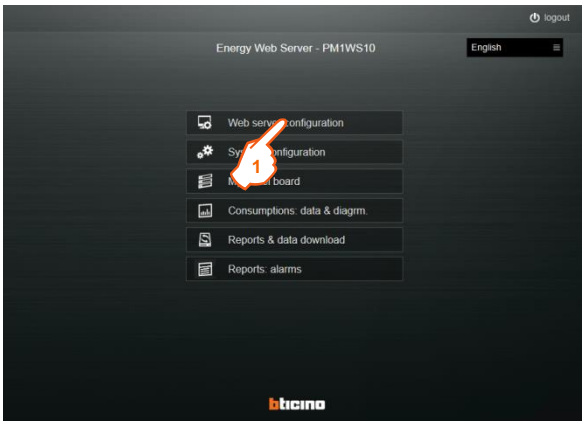 logout
Energy Web Server - PM1WS10
English
Web server configuration
configuration
1
board
Consumptions: data & diagrm.
Reports & data download
Reports: alarms
bticino